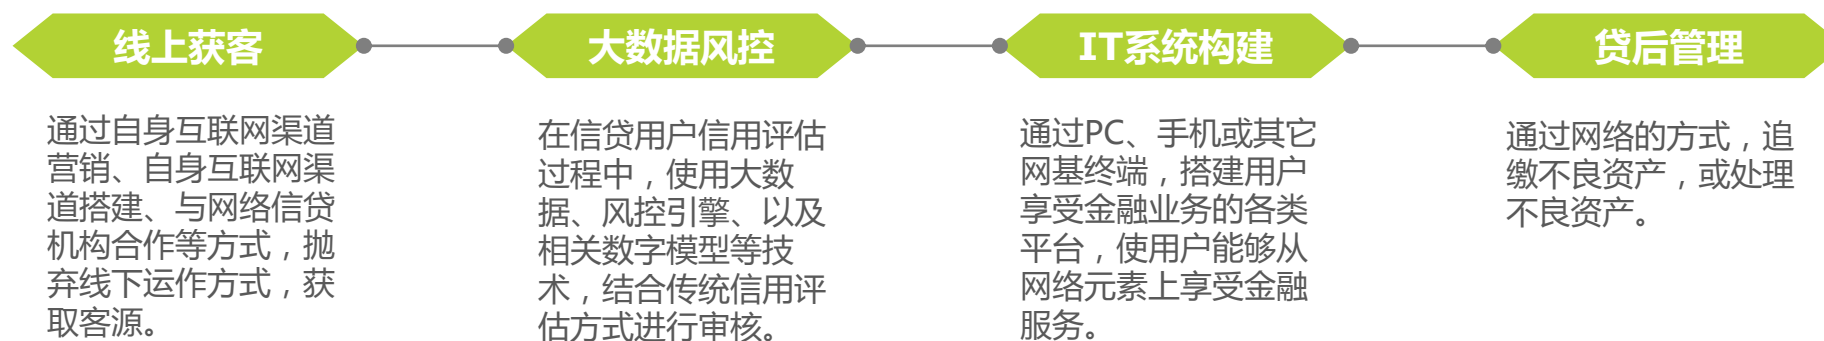 线上获客
通过自身互联网渠道
营销、自身互联网渠
道搭建、与网络信贷
机构合作等方式，抛
弃线下运作方式，获
取客源。
大数据风控
在信贷用户信用评估
过程中，使用大数
据、风控引擎、以及
相关数字模型等技
术，结合传统信用评
估方式进行审核。
IT系统构建
通过PC、手机或其它
网基终端，搭建用户
享受金融业务的各类
平台，使用户能够从
网络元素上享受金融
服务。
贷后管理
通过网络的方式，追
缴不良资产，或处理
不良资产。